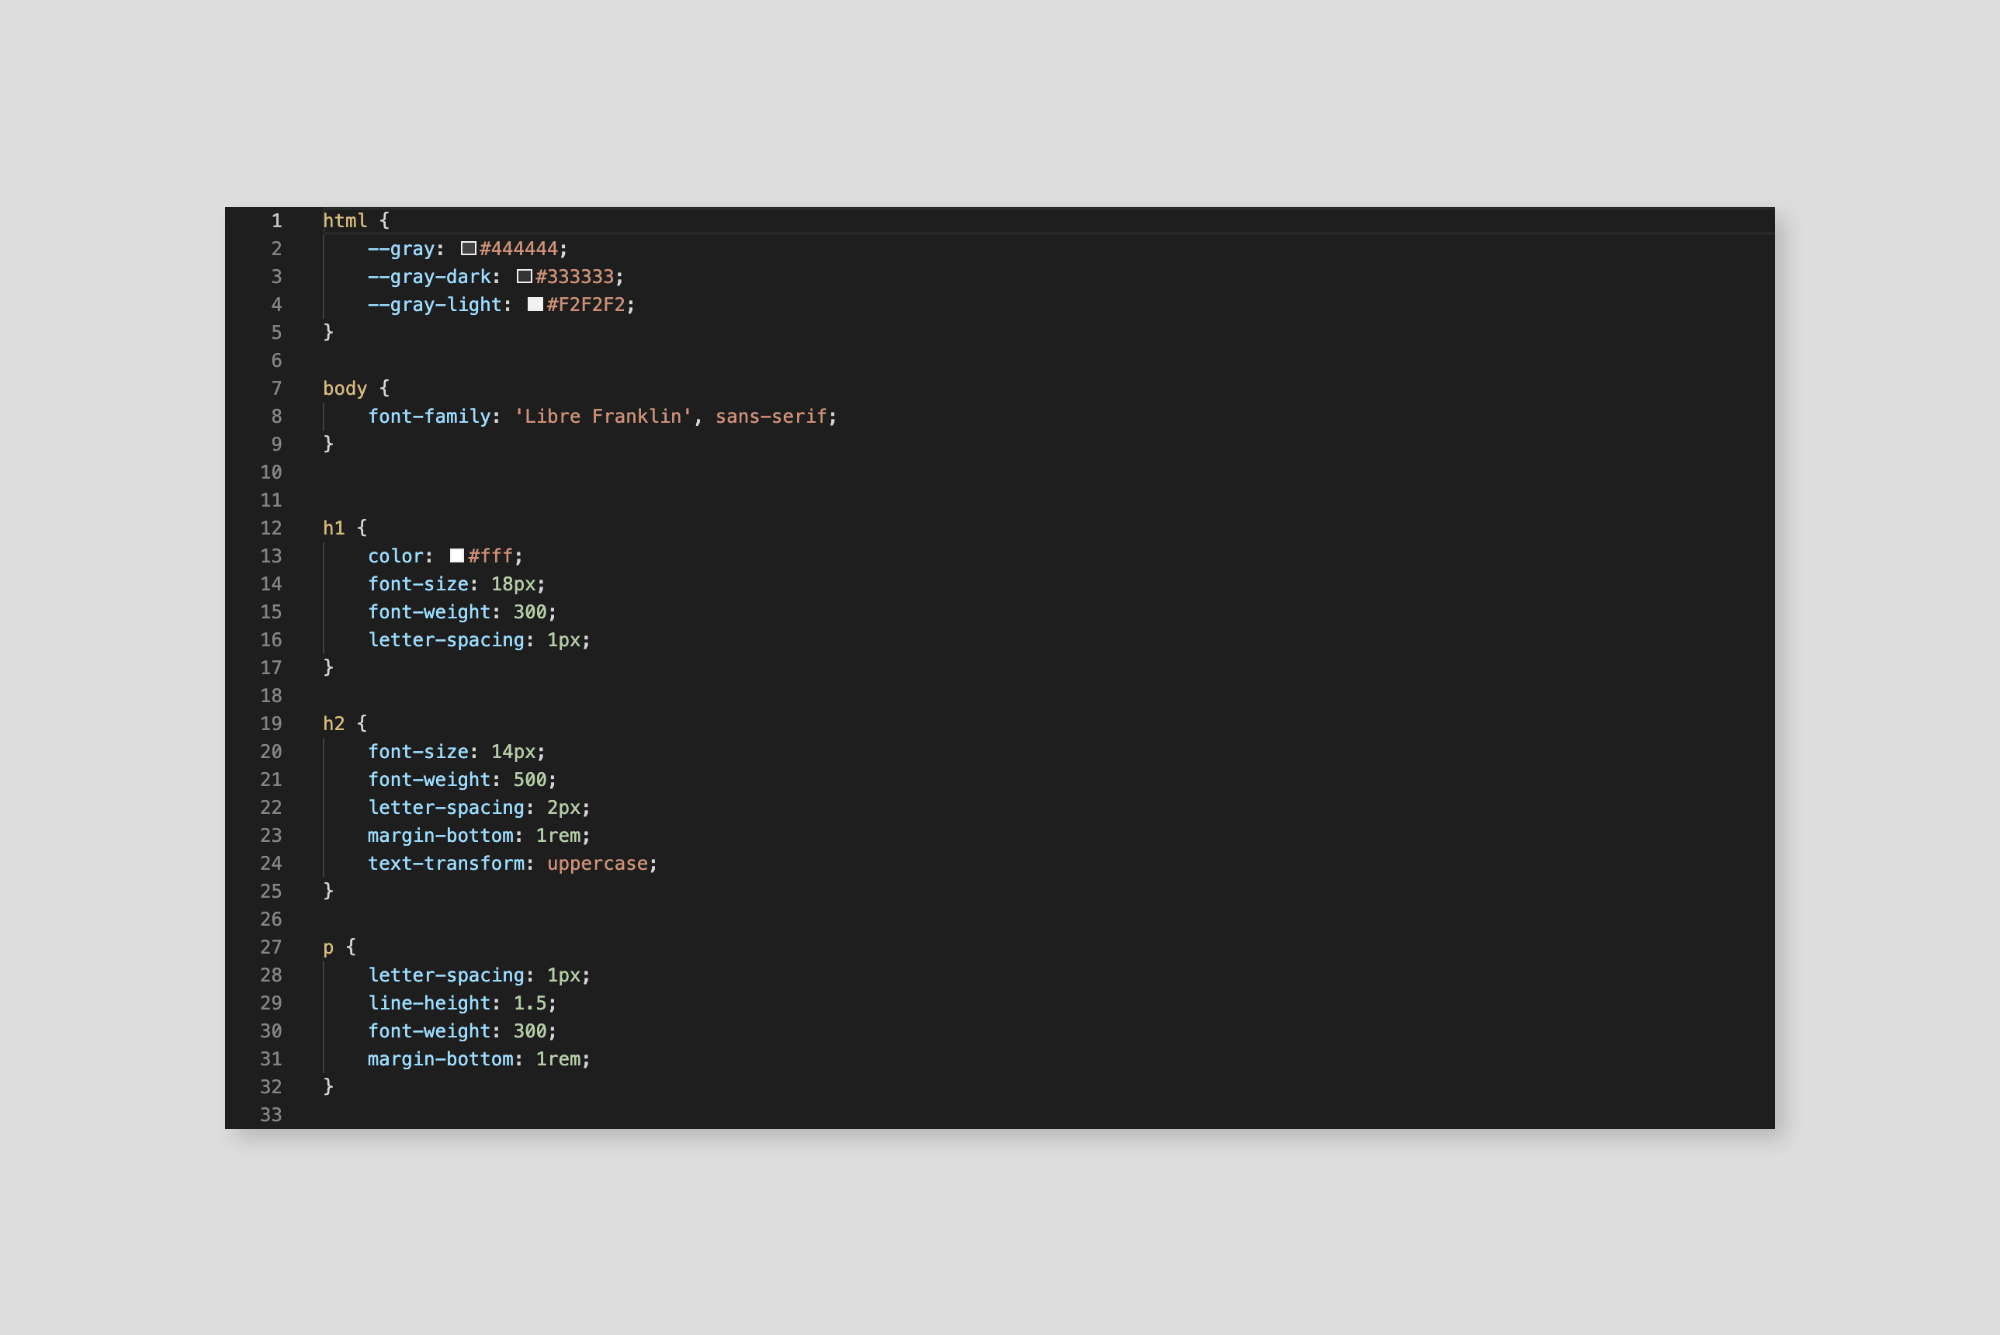 1 html {
2 --gray: #444444;
3 --gray-dark: #333333;
4 --gray-light: #F2F2F2;
5 }
6
7 body {
8 font-family: 'Libre Franklin', sans-serif;
9 }
10
11
12 h1 {
13 color: #fff;
14 font-size: 18px;
15 font-weight: 300;
16 letter-spacing: 1px;
17 }
18
19 h2 {
20 font-size: 14px;
21 font-weight: 500;
22 letter-spacing: 2px;
23 margin-bottom: 1rem;
24 text-transform: uppercase;
25 }
26
27 p {
28 letter-spacing: 1px;
29 line-height: 1.5;
30 font-weight: 300;
31 margin-bottom: 1rem;
32 }
33